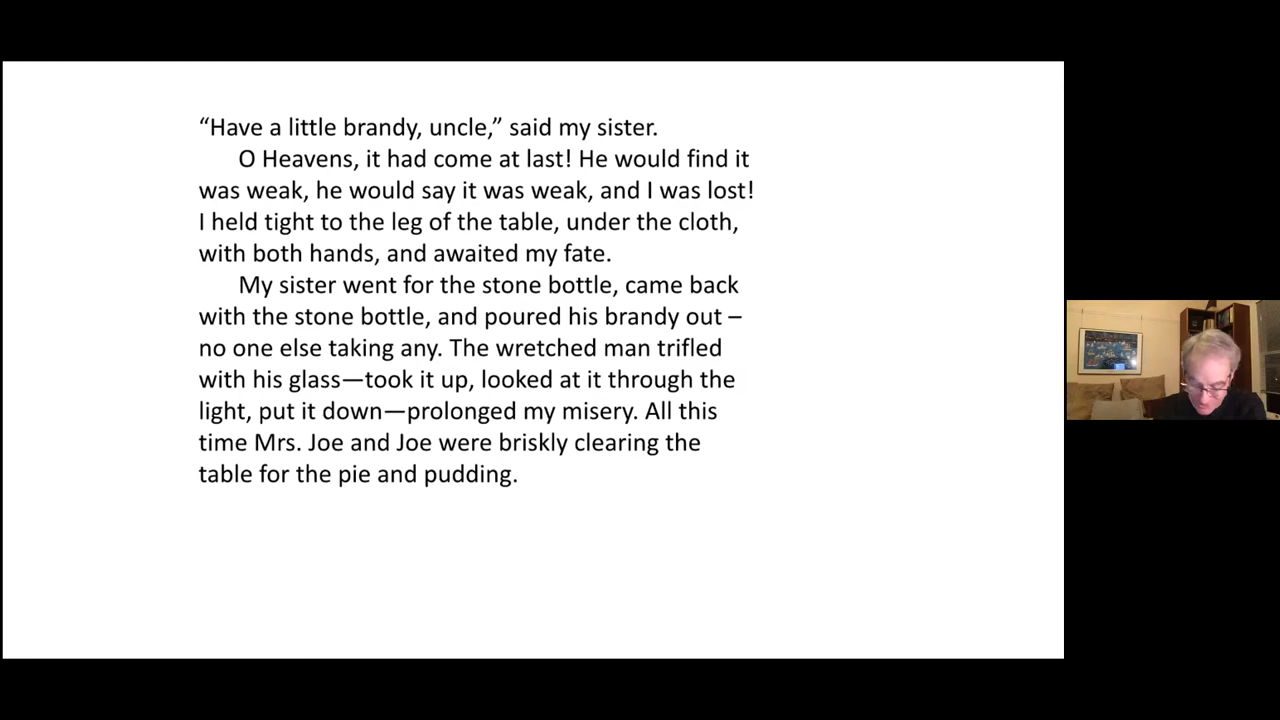 “Have a little brandy, uncle,” said my sister.
O Heavens, it had come at last! He would find it
was weak, he would say it was weak, and I was lost!
I held tight to the leg of the table, under the cloth,
with both hands, and awaited my fate.
My sister went for the stone bottle, came back
with the stone bottle, and poured his brandy out –
no one else taking any. The wretched man trifled
with his glass—took it up, looked at it through the
light, put it down—prolonged my misery. All this
time Mrs. Joe and Joe were briskly clearing the
table for the pie and pudding.